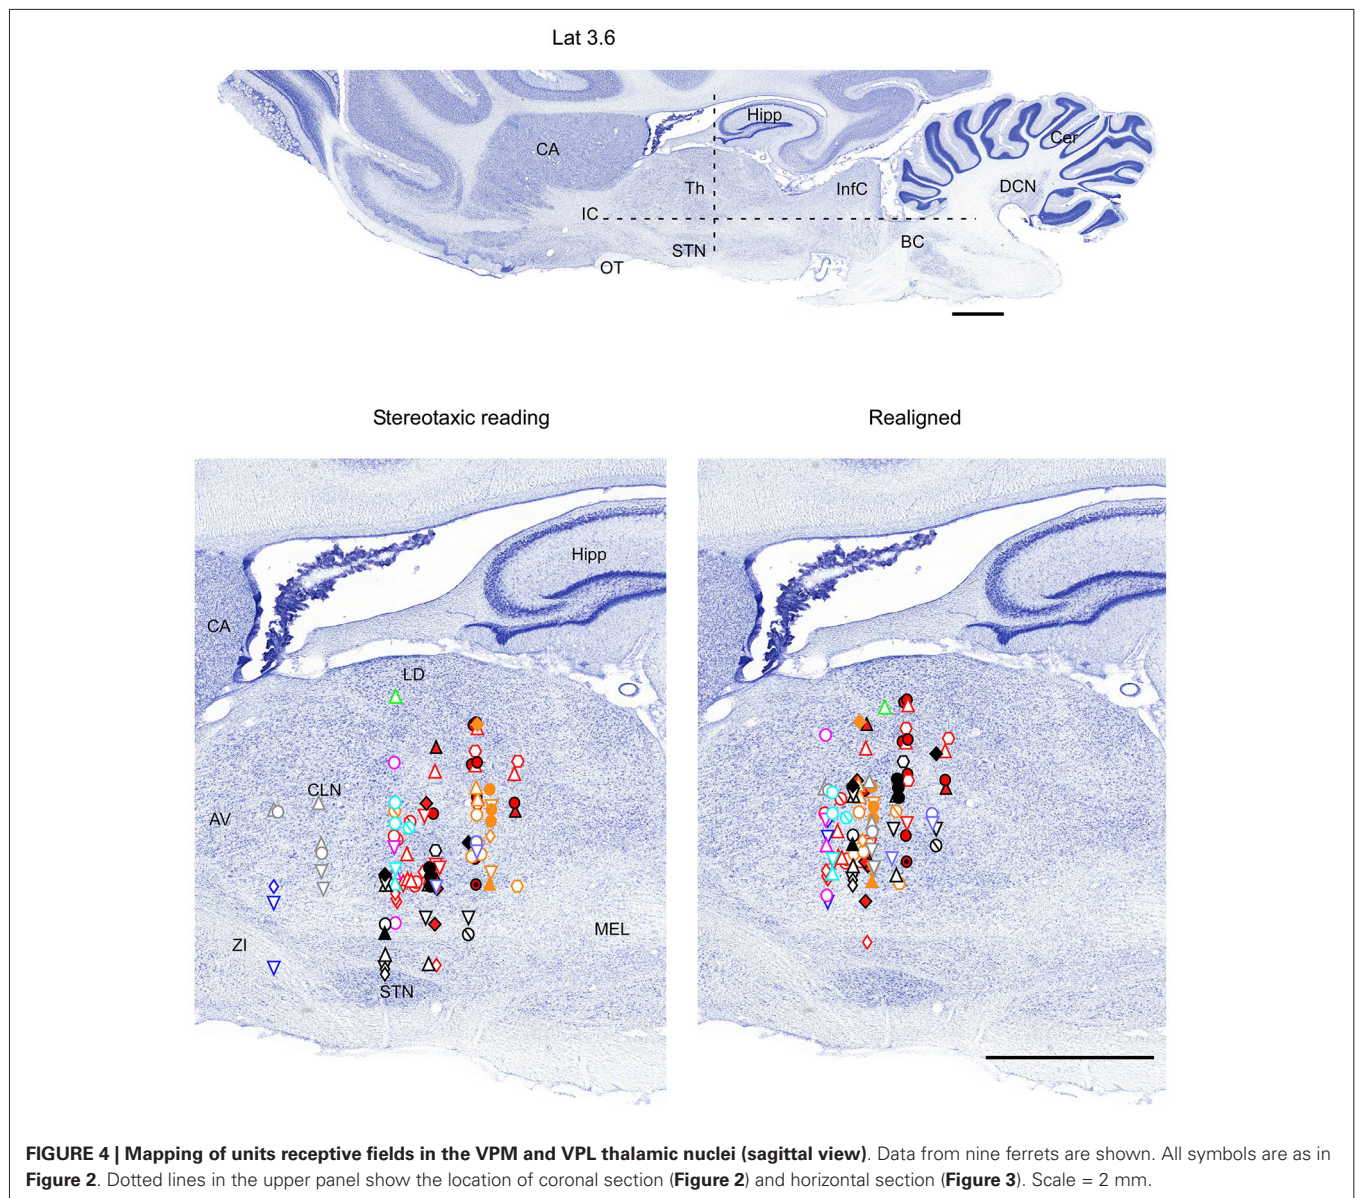 Lat 3.6
Hipp
Cer
CA
Th
InfC
DCN
IC
STN
BC
OT
Stereotaxic reading
Realigned
Hipp
CA
LD
CLN
AV
ZI
MEL
STN
FIGURE 4 | Mapping of units receptive fields in the VPM and VPL thalamic nuclei (sagittal view). Data from nine ferrets are shown. All symbols are as in
Figure 2. Dotted lines in the upper panel show the location of coronal section (Figure 2) and horizontal section (Figure 3). Scale = 2 mm.